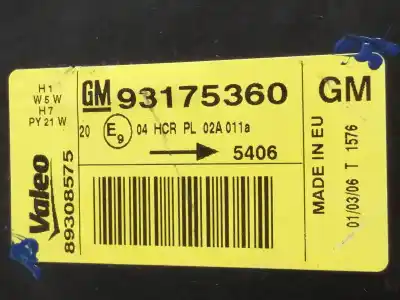 H1
W5W
H7
PY 21 W
Valeo
89308575
GM 93175360
20 E9 04 HCR PL 02A 011a
5406
GM
MADE IN EU
01/03/06 T 1576